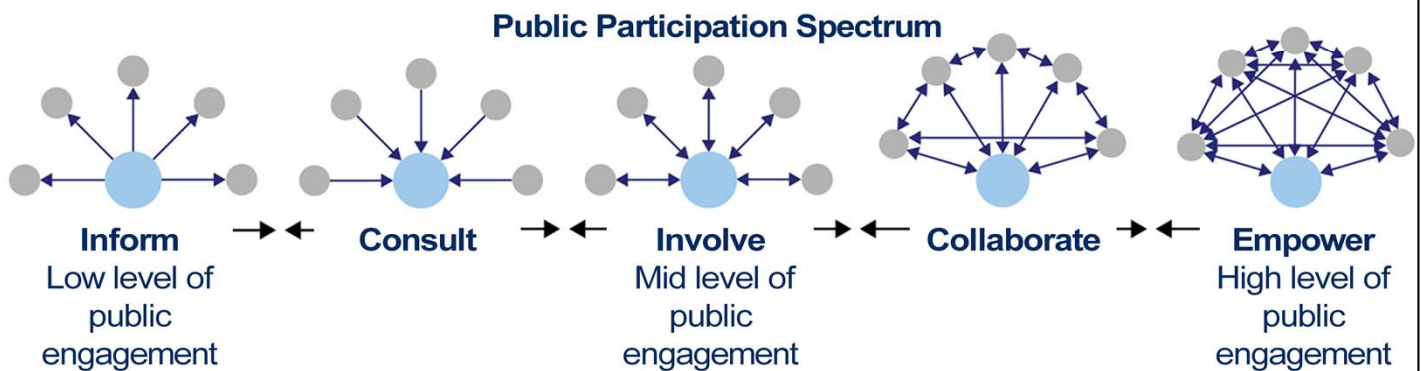 Public Participation Spectrum
Inform
Low level of
public
engagement
Consult
Involve
Mid level of
public
engagement
Collaborate
Empower
High level of
public
engagement